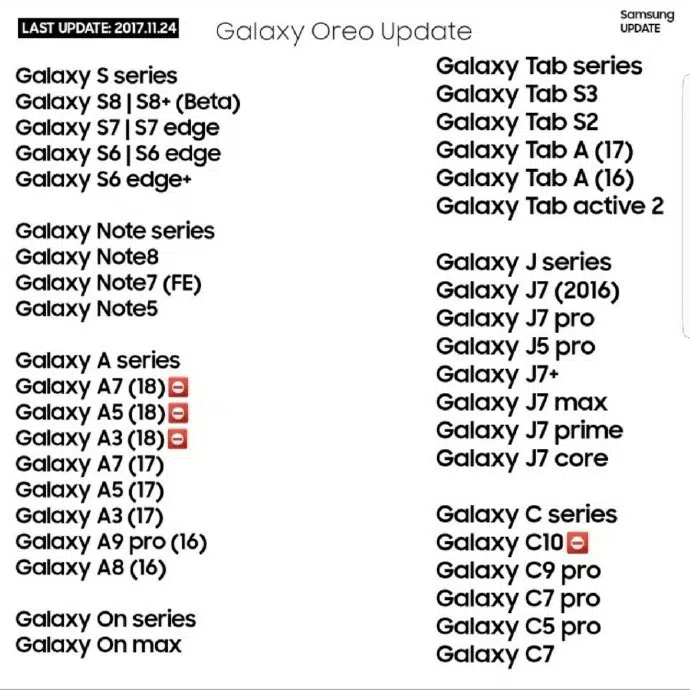 LAST UPDATE: 2017.11.24
Galaxy Oreo Update
Samsung
UPDATE
Galaxy S series
Galaxy S8 | S8+ (Beta)
Galaxy S7 | S7 edge
Galaxy S6 | S6 edge
Galaxy S6 edge+
Galaxy Note series
Galaxy Note8
Galaxy Note7 (FE)
Galaxy Note5
Galaxy A series
Galaxy A7 (18)⛔
Galaxy A5 (18)⛔
Galaxy A3 (18)⛔
Galaxy A7 (17)
Galaxy A5 (17)
Galaxy A3 (17)
Galaxy A9 pro (16)
Galaxy A8 (16)
Galaxy On series
Galaxy On max
Galaxy Tab series
Galaxy Tab S3
Galaxy Tab S2
Galaxy Tab A (17)
Galaxy Tab A (16)
Galaxy Tab active 2
Galaxy J series
Galaxy J7 (2016)
Galaxy J7 pro
Galaxy J5 pro
Galaxy J7+
Galaxy J7 max
Galaxy J7 prime
Galaxy J7 core
Galaxy C series
Galaxy C10⛔
Galaxy C9 pro
Galaxy C7 pro
Galaxy C5 pro
Galaxy C7